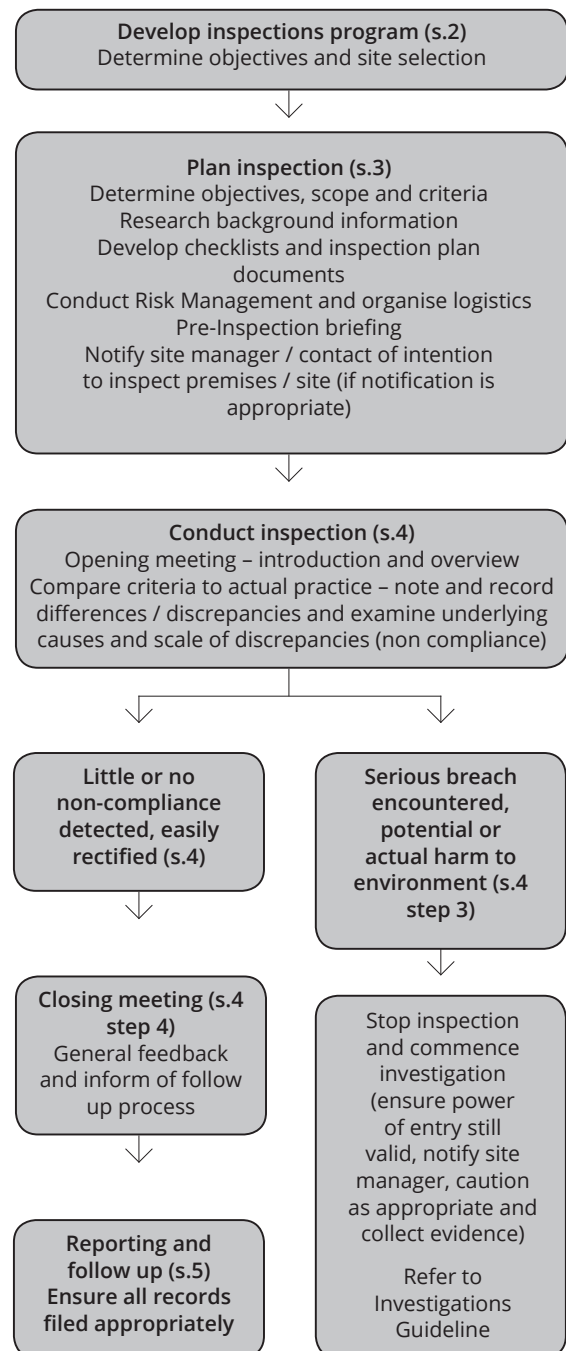 Develop inspections program (s.2)
Determine objectives and site selection
Plan inspection (s.3)
Determine objectives, scope and criteria
Research background information
Develop checklists and inspection plan
documents
Conduct Risk Management and organise logistics
Pre-Inspection briefing
Notify site manager / contact of intention
to inspect premises / site (if notification is
appropriate)
Conduct inspection (s.4)
Opening meeting – introduction and overview
Compare criteria to actual practice – note and record
differences / discrepancies and examine underlying
causes and scale of discrepancies (non compliance)
Little or no
non-compliance
detected, easily
rectified (s.4)
Closing meeting (s.4
step 4)
General feedback
and inform of follow
up process
Reporting and
follow up (s.5)
Ensure all records
filed appropriately
Serious breach
encountered,
potential or
actual harm to
environment (s.4
step 3)
Stop inspection
and commence
investigation
(ensure power
of entry still
valid, notify site
manager, caution
as appropriate and
collect evidence)
Refer to
Investigations
Guideline